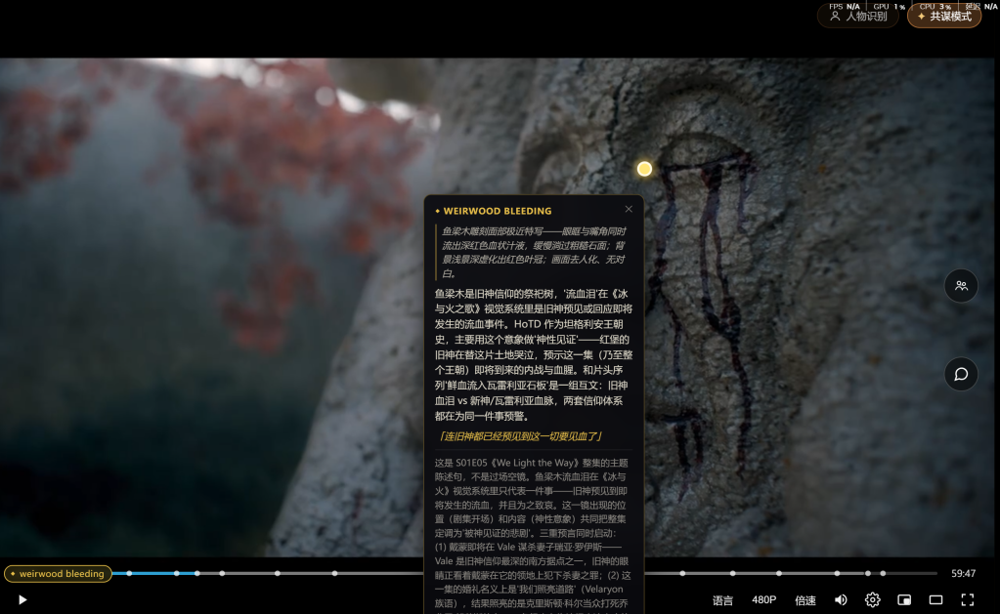 FPS N/A GPU 1% CPU 3% 延迟 N/A
人物识别
共谋模式
WEIRWOOD BLEEDING
鱼梁木雕刻面部极近特写——眼眶与嘴角同时
流出深红色血状汁液，缓慢淌过粗糙石面；背
景浅景深虚化出红色叶冠；画面去人化、无对
白。
鱼梁木是旧神信仰的祭祀树，'流血泪'在《冰
与火之歌》视觉系统里是旧神预见或回应即将
发生的流血事件。HoTD 作为坦格利安王朝
史，主要用这个意象做'神性见证'——红堡的
旧神在替这片土地哭泣，预示这一集（乃至整
个王朝）即将到来的内战与血腥。和片头序
列'鲜血流入瓦雷利亚石板'是一组互文：旧神
血泪 vs 新神/瓦雷利亚血脉，两套信仰体系
都在为同一件事预警。
「连旧神都已经预见到这一切要见血了」
这是 S01E05《We Light the Way》整集的主题
陈述句，不是过场空镜。鱼梁木流血泪在《冰与
火》视觉系统里只代表一件事——旧神预见到即
将发生的流血，并且为之致哀。这一镜出现的位
置（剧集开场）和内容（神性意象）共同把整集
定调为'被神见证的悲剧'。三重预言同时启动：
(1) 戴蒙即将在 Vale 谋杀妻子瑞亚·罗伊斯——
Vale 是旧神信仰最深的南方据点之一，旧神的眼
睛正看着戴蒙在它的领地上犯下杀妻之罪；(2) 这
一集的婚礼名义上是'我们照亮道路'（Velaryon
族语），结果照亮的是克里斯顿·科尔当众打死乔
weirwood bleeding
59:47
语言
480P
倍速